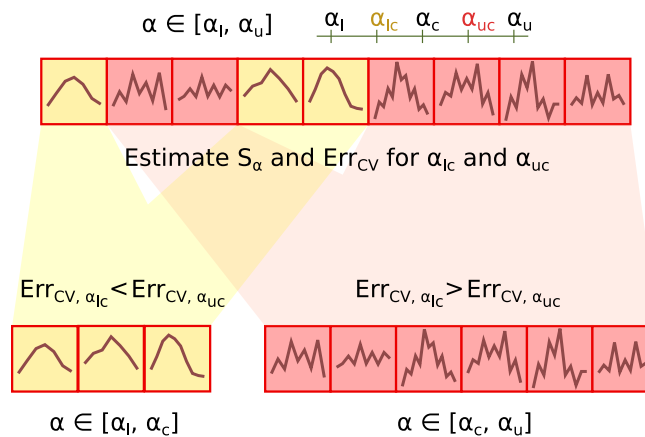 α ∈ [αl, αu]
αl αlc αc αuc αu
Estimate Sα and ErrCV for αlc and αuc
ErrCV, αlc<ErrCV, αuc
ErrCV, αlc>ErrCV, αuc
α ∈ [αl, αc]
α ∈ [αc, αu]